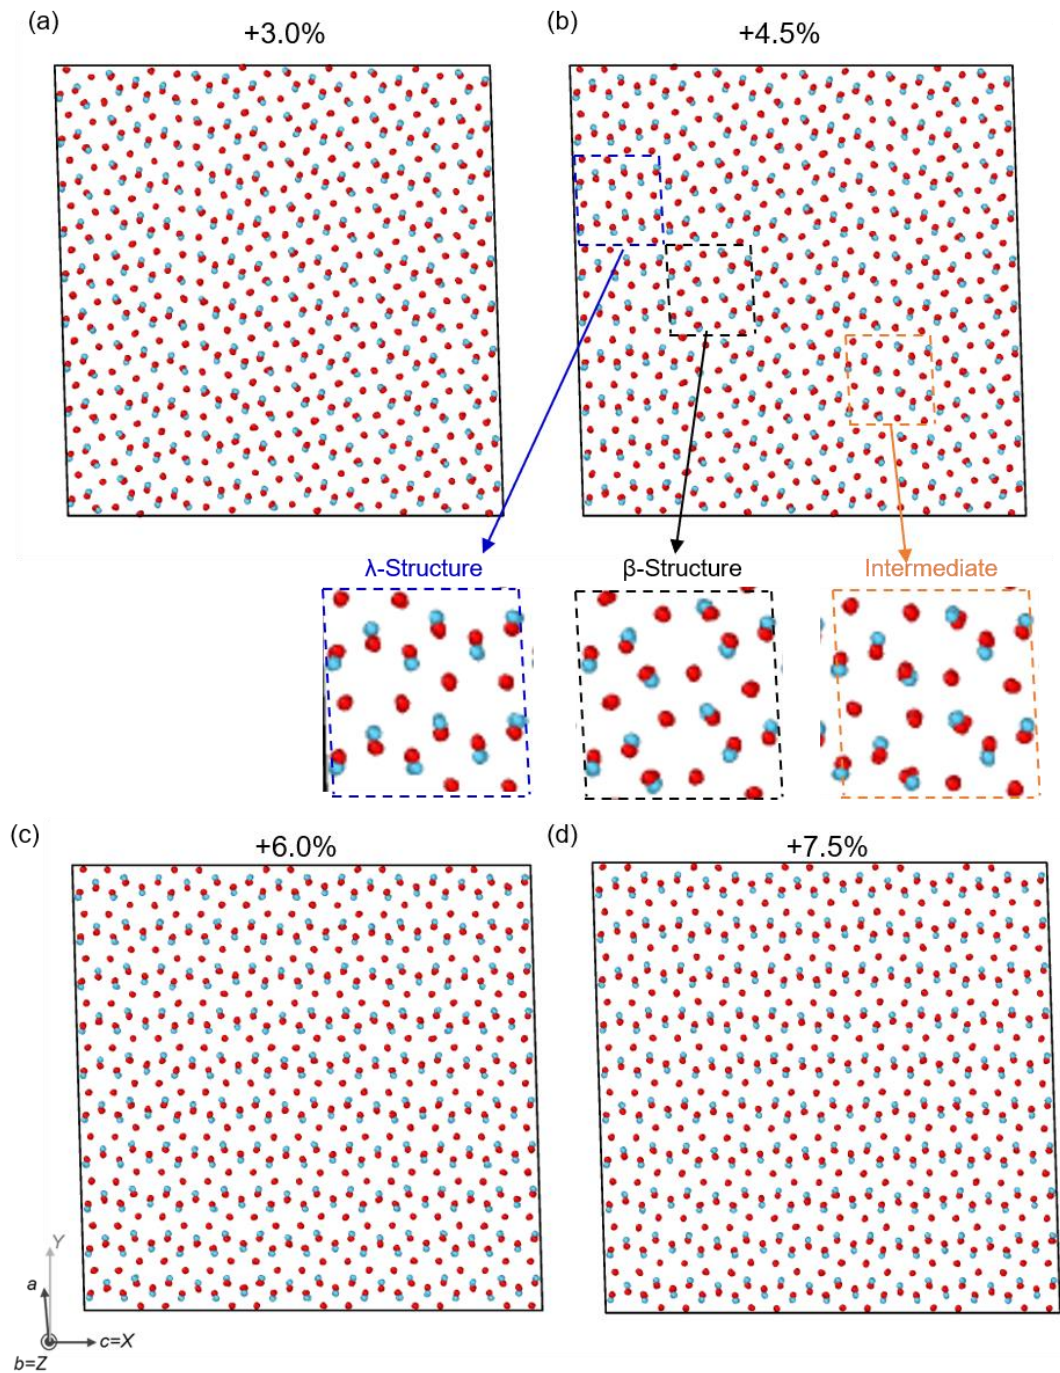 (a)
+3.0%
(b)
+4.5%
λ-Structure
β-Structure
Intermediate
(c)
+6.0%
(d)
+7.5%
Y
a
c=X
b=Z